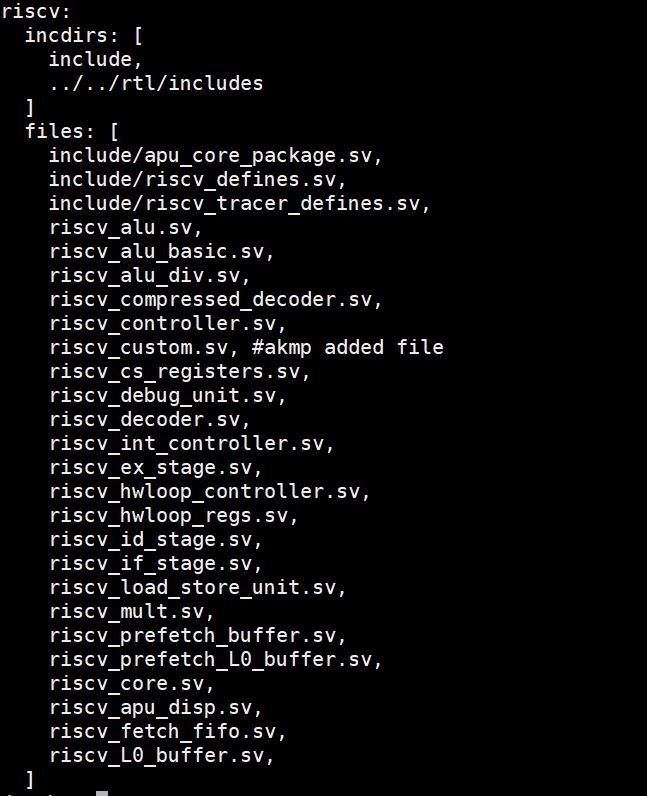 riscv:
  incdirs: [
    include,
    ../../rtl/includes
  ]
  files: [
    include/apu_core_package.sv,
    include/riscv_defines.sv,
    include/riscv_tracer_defines.sv,
    riscv_alu.sv,
    riscv_alu_basic.sv,
    riscv_alu_div.sv,
    riscv_compressed_decoder.sv,
    riscv_controller.sv,
    riscv_custom.sv, #akmp added file
    riscv_cs_registers.sv,
    riscv_debug_unit.sv,
    riscv_decoder.sv,
    riscv_int_controller.sv,
    riscv_ex_stage.sv,
    riscv_hwloop_controller.sv,
    riscv_hwloop_regs.sv,
    riscv_id_stage.sv,
    riscv_if_stage.sv,
    riscv_load_store_unit.sv,
    riscv_mult.sv,
    riscv_prefetch_buffer.sv,
    riscv_prefetch_L0_buffer.sv,
    riscv_core.sv,
    riscv_apu_disp.sv,
    riscv_fetch_fifo.sv,
    riscv_L0_buffer.sv,
  ]